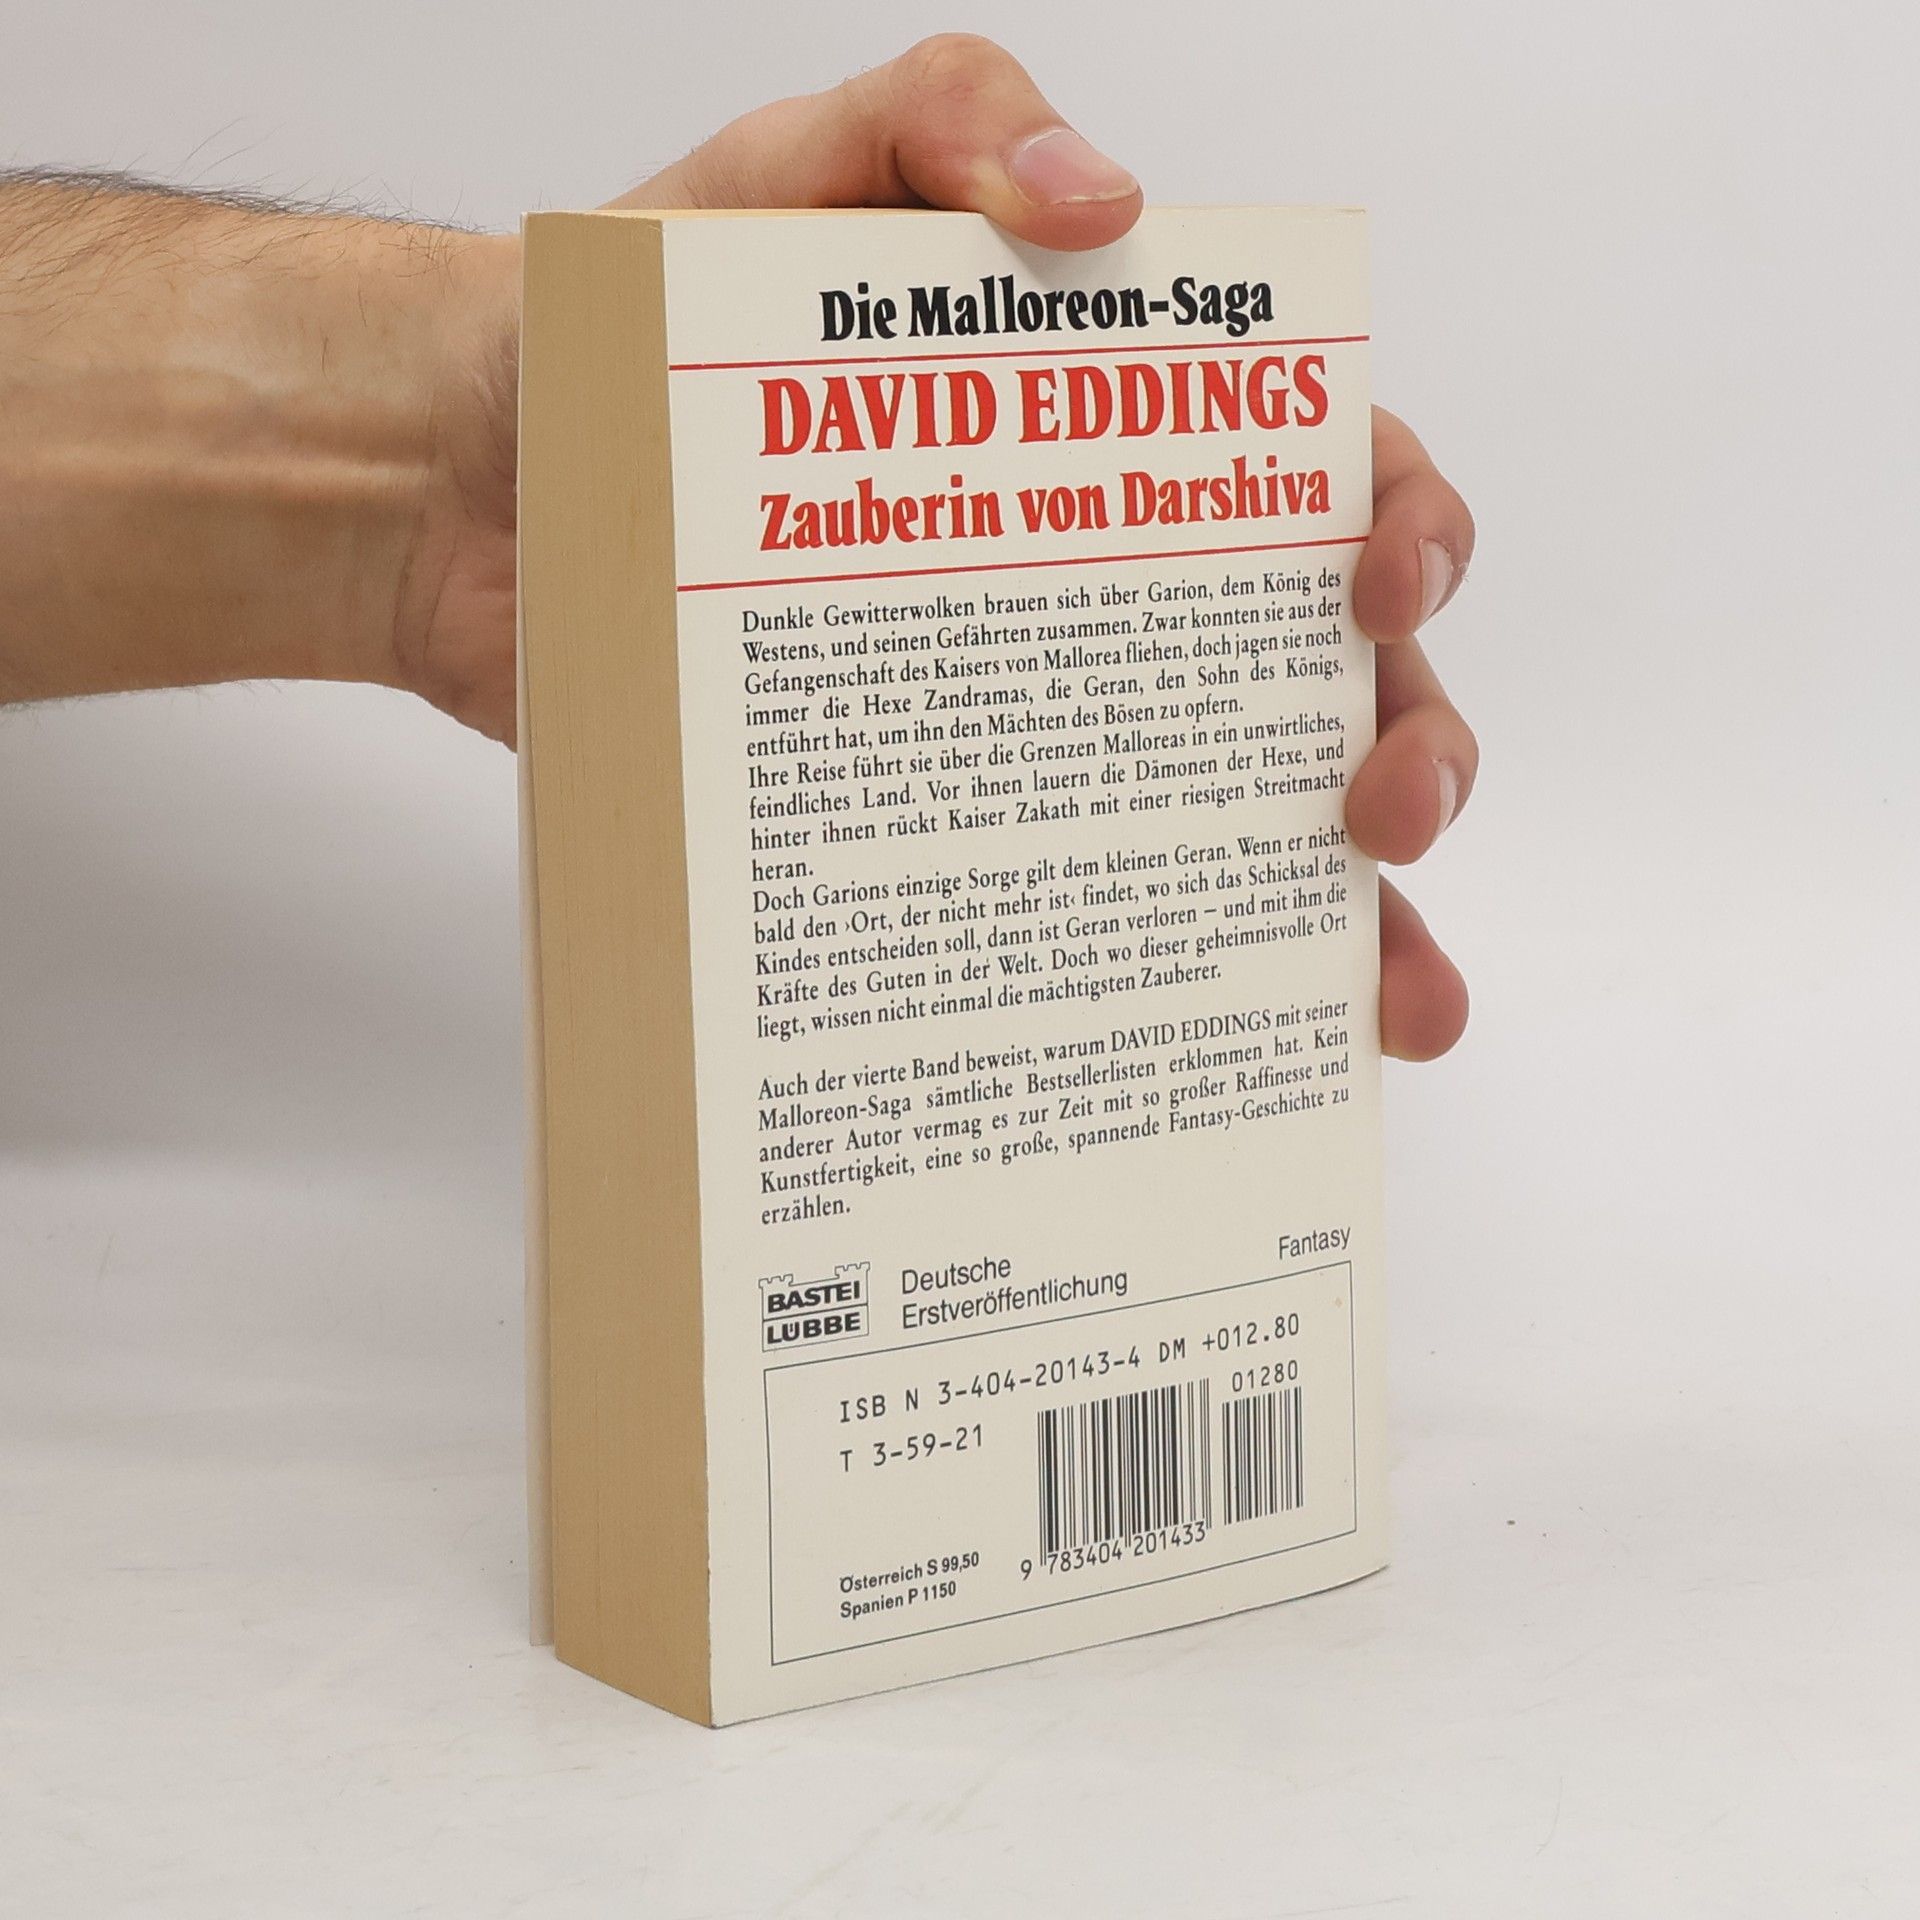 Die Malloreon-Saga
DAVID EDDINGS
Zauberin von Darshiva
Dunkle Gewitterwolken brauen sich über Garion, dem König des
Westens, und seinen Gefährten zusammen. Zwar konnten sie aus der
Gefangenschaft des Kaisers von Mallorea fliehen, doch jagen sie noch
immer die Hexe Zandramas, die Geran, den Sohn des Königs,
entführt hat, um ihn den Mächten des Bösen zu opfern.
Ihre Reise führt sie über die Grenzen Malloreas in ein unwirtliches,
feindliches Land. Vor ihnen lauern die Dämonen der Hexe, und
hinter ihnen rückt Kaiser Zakath mit einer riesigen Streitmacht
heran.
Doch Garions einzige Sorge gilt dem kleinen Geran. Wenn er nicht
bald den ›Ort, der nicht mehr ist‹ findet, wo sich das Schicksal des
Kindes entscheiden soll, dann ist Geran verloren – und mit ihm die
Kräfte des Guten in der Welt. Doch wo dieser geheimnisvolle Ort
liegt, wissen nicht einmal die mächtigsten Zauberer.
Auch der vierte Band beweist, warum DAVID EDDINGS mit seiner
Malloreon-Saga sämtliche Bestsellerlisten erklommen hat. Kein
anderer Autor vermag es zur Zeit mit so großer Raffinesse und
Kunstfertigkeit, eine so große, spannende Fantasy-Geschichte zu
erzählen.
BASTEI
LÜBBE
Deutsche
Erstveröffentlichung
Fantasy
ISB N 3-404-20143-4 DM +012.80
T 3-59-21
01280
9 783404 201433
Österreich S 99,50
Spanien P 1150